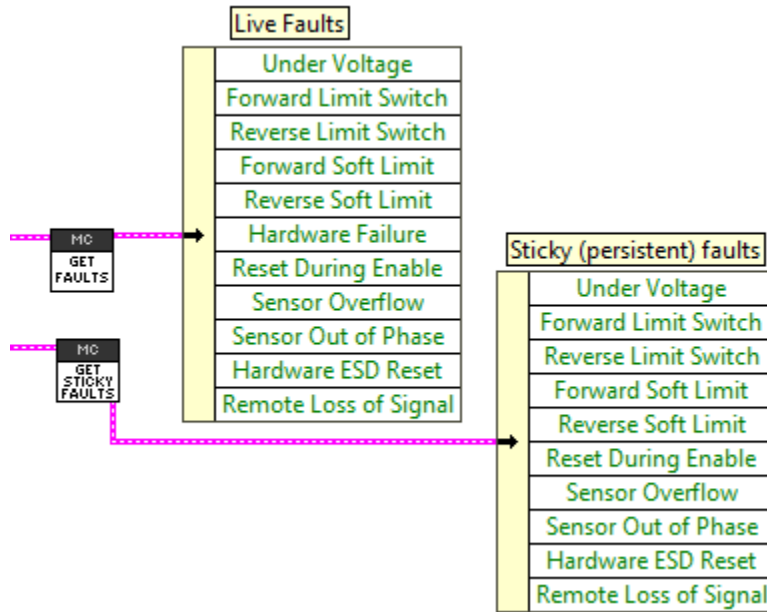 Live Faults
Under Voltage
Forward Limit Switch
Reverse Limit Switch
Forward Soft Limit
Reverse Soft Limit
Hardware Failure
Reset During Enable
Sensor Overflow
Sensor Out of Phase
Hardware ESD Reset
Remote Loss of Signal
MC
GET
FAULTS
MC
GET
STICKY
FAULTS
Sticky (persistent) faults
Under Voltage
Forward Limit Switch
Reverse Limit Switch
Forward Soft Limit
Reverse Soft Limit
Reset During Enable
Sensor Overflow
Sensor Out of Phase
Hardware ESD Reset
Remote Loss of Signal